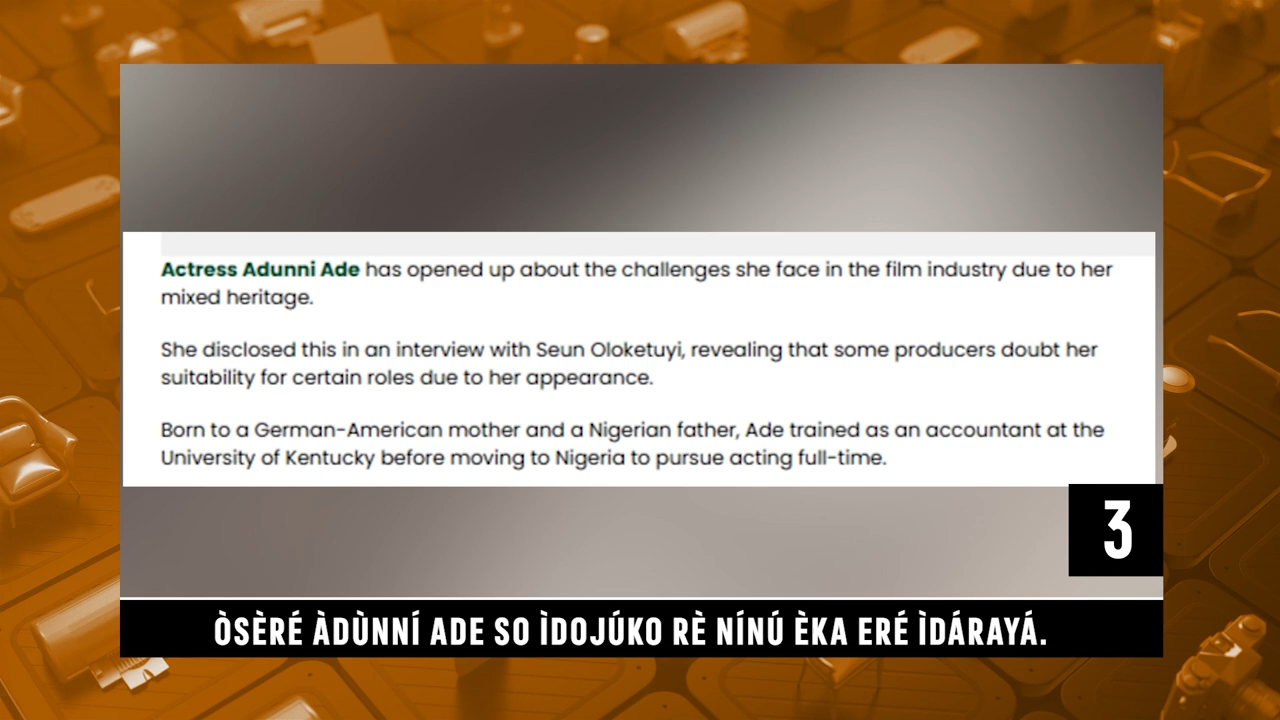 Actress Adunni Ade has opened up about the challenges she face in the film industry due to her
mixed heritage.
She disclosed this in an interview with Seun Oloketuyi, revealing that some producers doubt her
suitability for certain roles due to her appearance.
Born to a German-American mother and a Nigerian father, Ade trained as an accountant at the
University of Kentucky before moving to Nigeria to pursue acting full-time.
3
ÒSÈRÉ ÀDÙNNÍ ADE SO ÌDOJÚKO RÈ NÍNÚ ÈKA ERÉ ÌDÁRAYÁ.